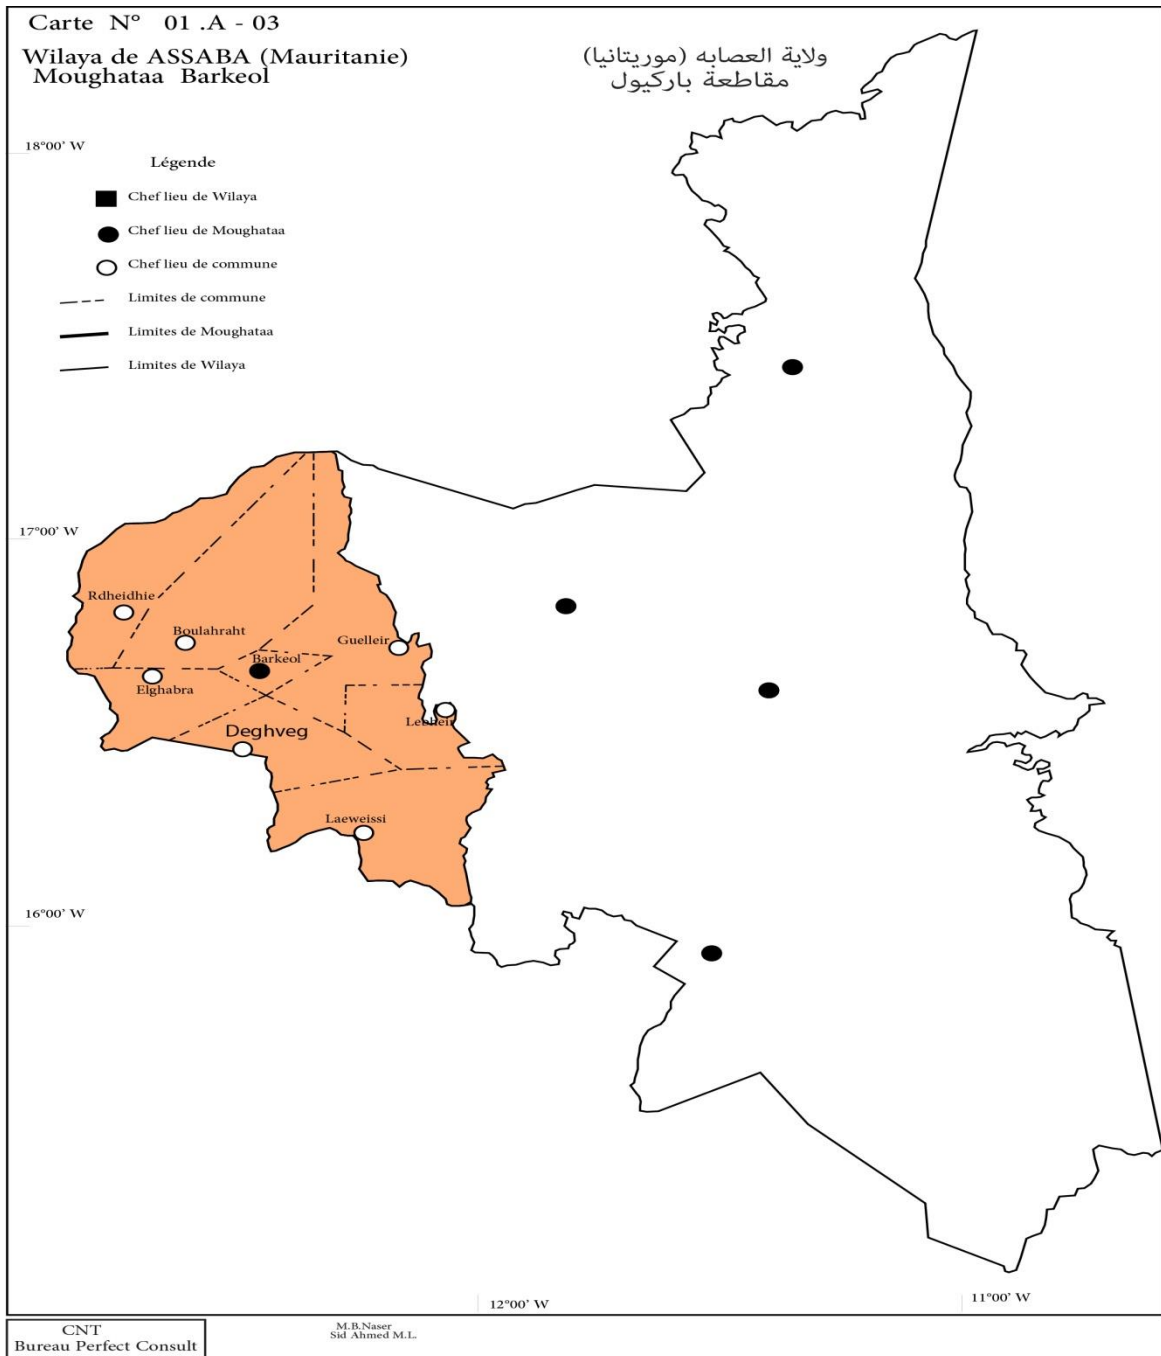 Carte N° 01 .A - 03
Wilaya de ASSABA (Mauritanie)
Moughataa Barkeol
ولاية العصابه (موريتانيا)
مقاطعة باركيول
18°00' W
Légende
Chef lieu de Wilaya
Chef lieu de Moughataa
Chef lieu de commune
Limites de commune
Limites de Moughataa
Limites de Wilaya
17°00' W
Rdheidhie
Boulahraht
Guelleir
Barkeol
Elghabra
Lebheir
Deghveg
Laeweissi
16°00' W
12°00' W
11°00' W
CNT
Bureau Perfect Consult
M.B.Naser
Sid Ahmed M.L.